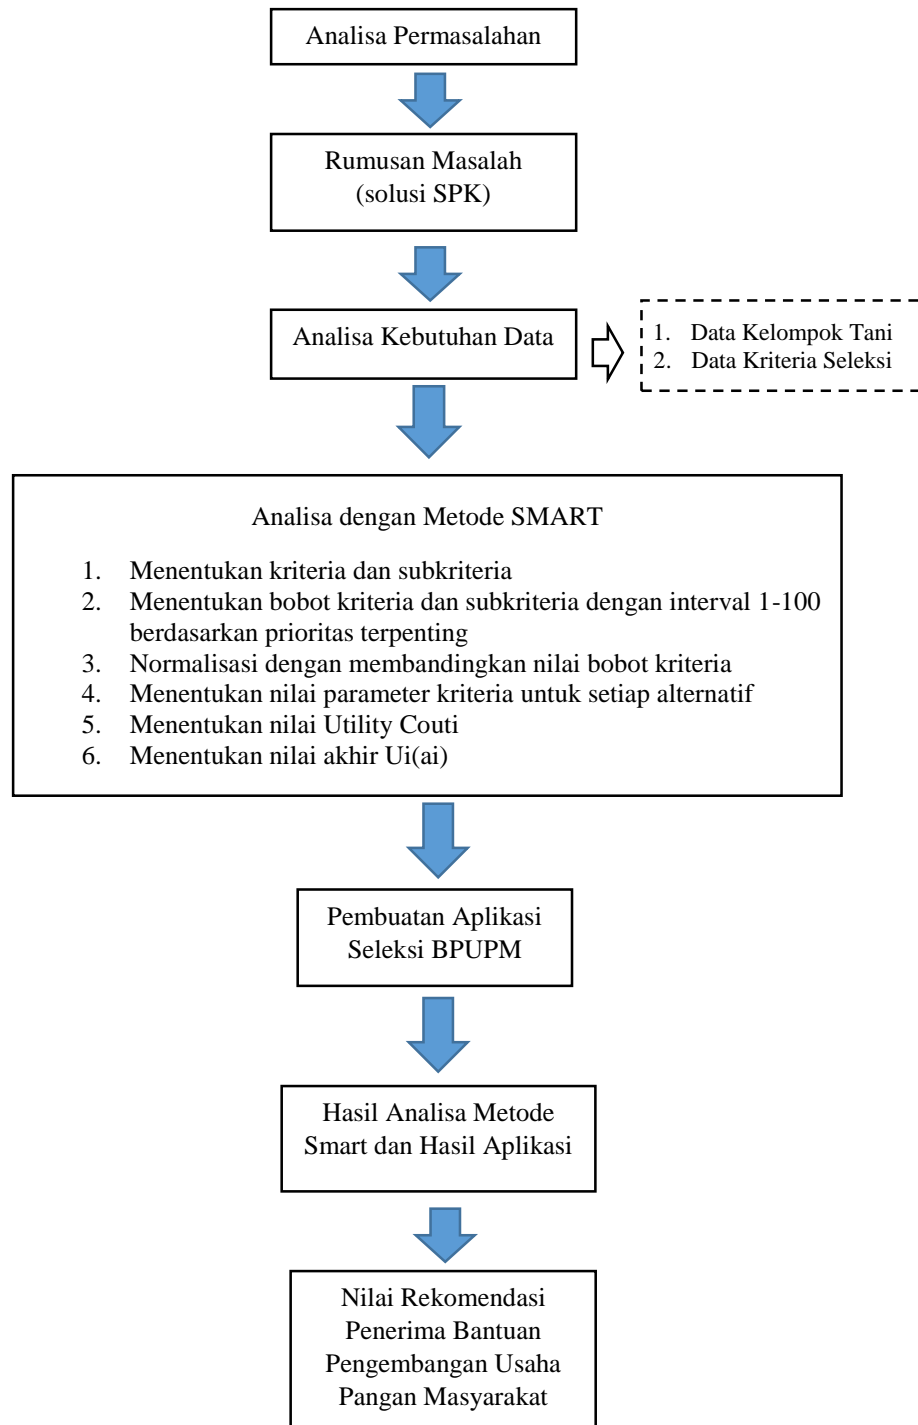 Analisa Permasalahan
Rumusan Masalah
(solusi SPK)
Analisa Kebutuhan Data
1. Data Kelompok Tani
2. Data Kriteria Seleksi
Analisa dengan Metode SMART
1. Menentukan kriteria dan subkriteria
2. Menentukan bobot kriteria dan subkriteria dengan interval 1-100
berdasarkan prioritas terpenting
3. Normalisasi dengan membandingkan nilai bobot kriteria
4. Menentukan nilai parameter kriteria untuk setiap alternatif
5. Menentukan nilai Utility Couti
6. Menentukan nilai akhir Ui(ai)
Pembuatan Aplikasi
Seleksi BPUPM
Hasil Analisa Metode
Smart dan Hasil Aplikasi
Nilai Rekomendasi
Penerima Bantuan
Pengembangan Usaha
Pangan Masyarakat